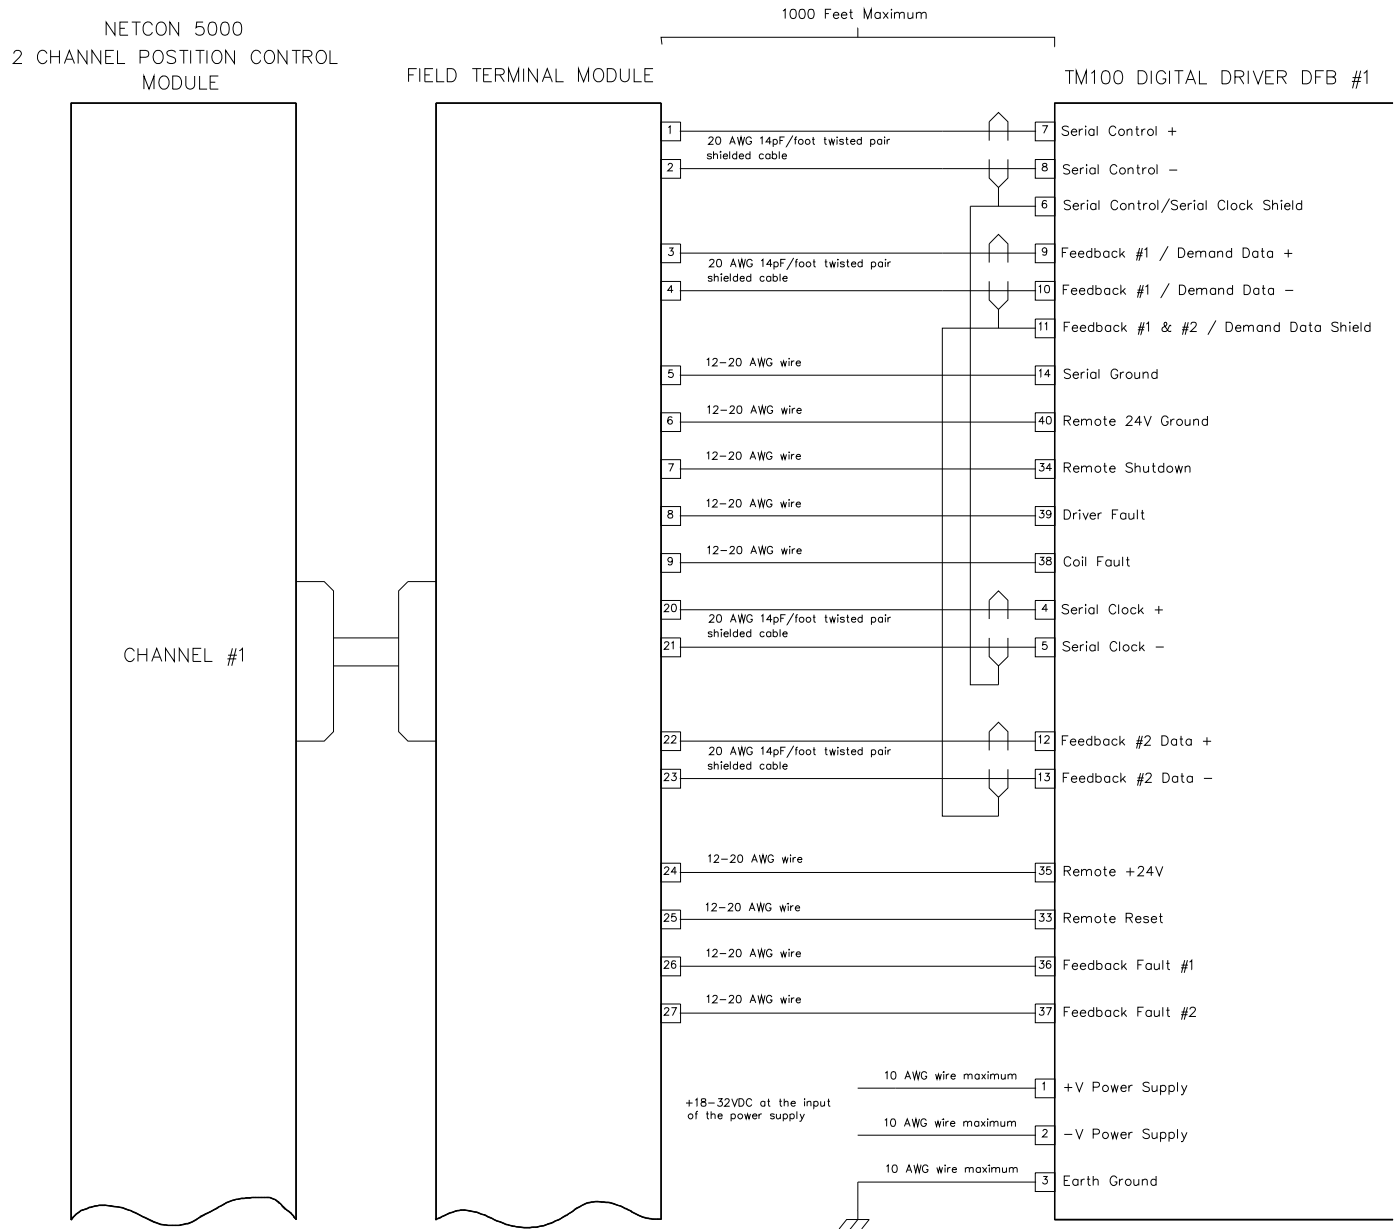 1000 Feet Maximum
NETCON 5000
2 CHANNEL POSTITION CONTROL
MODULE
FIELD TERMINAL MODULE
TM100 DIGITAL DRIVER DFB #1
1 7 Serial Control +
20 AWG 14pF/foot twisted pair
shielded cable
2 8 Serial Control −
6 Serial Control/Serial Clock Shield
3 9 Feedback #1 / Demand Data +
20 AWG 14pF/foot twisted pair
shielded cable
4 10 Feedback #1 / Demand Data −
11 Feedback #1 & #2 / Demand Data Shield
12−20 AWG wire
5 14 Serial Ground
12−20 AWG wire
6 40 Remote 24V Ground
12−20 AWG wire
7 34 Remote Shutdown
12−20 AWG wire
8 39 Driver Fault
12−20 AWG wire
9 38 Coil Fault
20 4 Serial Clock +
20 AWG 14pF/foot twisted pair
shielded cable
21 5 Serial Clock −
CHANNEL #1
22 12 Feedback #2 Data +
20 AWG 14pF/foot twisted pair
shielded cable
23 13 Feedback #2 Data −
12−20 AWG wire
24 35 Remote +24V
12−20 AWG wire
25 33 Remote Reset
12−20 AWG wire
26 36 Feedback Fault #1
12−20 AWG wire
27 37 Feedback Fault #2
10 AWG wire maximum
1 +V Power Supply
+18−32VDC at the input
of the power supply
10 AWG wire maximum
2 −V Power Supply
10 AWG wire maximum
3 Earth Ground